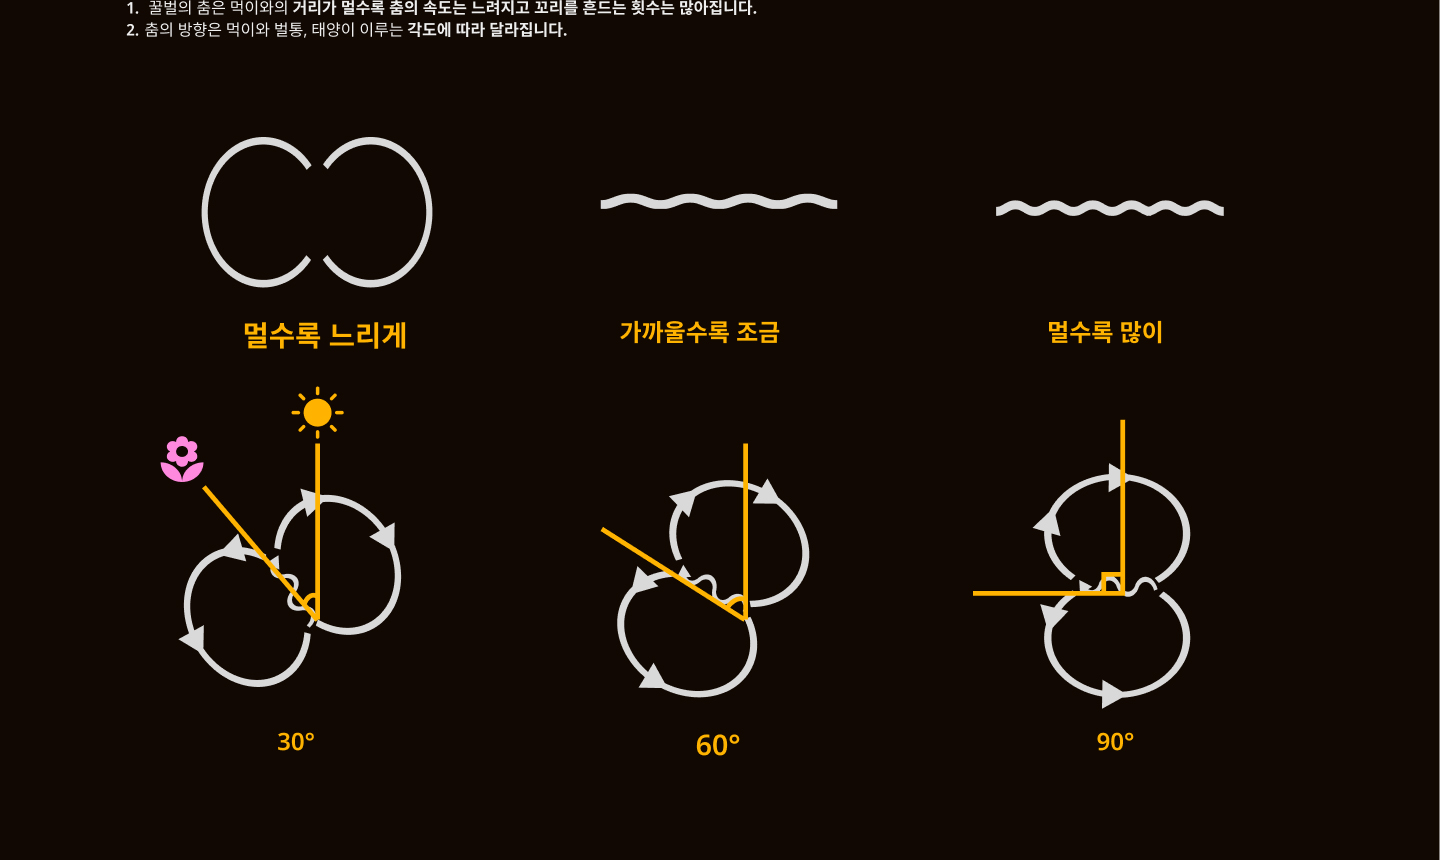 1. 꿀벌의 춤은 먹이와의 거리가 멀수록 춤의 속도는 느려지고 꼬리를 흔드는 횟수는 많아집니다.
2. 춤의 방향은 먹이와 벌통, 태양이 이루는 각도에 따라 달라집니다.
멀수록 느리게
가까울수록 조금
멀수록 많이
30°
60°
90°